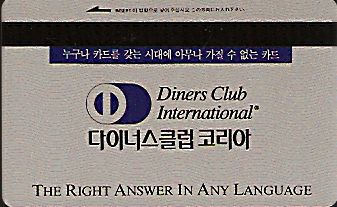 누구나 카드를 갖는 시대에 아무나 가질 수 없는 카드
Diners Club
International®
다이너스클럽 코리아
THE RIGHT ANSWER IN ANY LANGUAGE